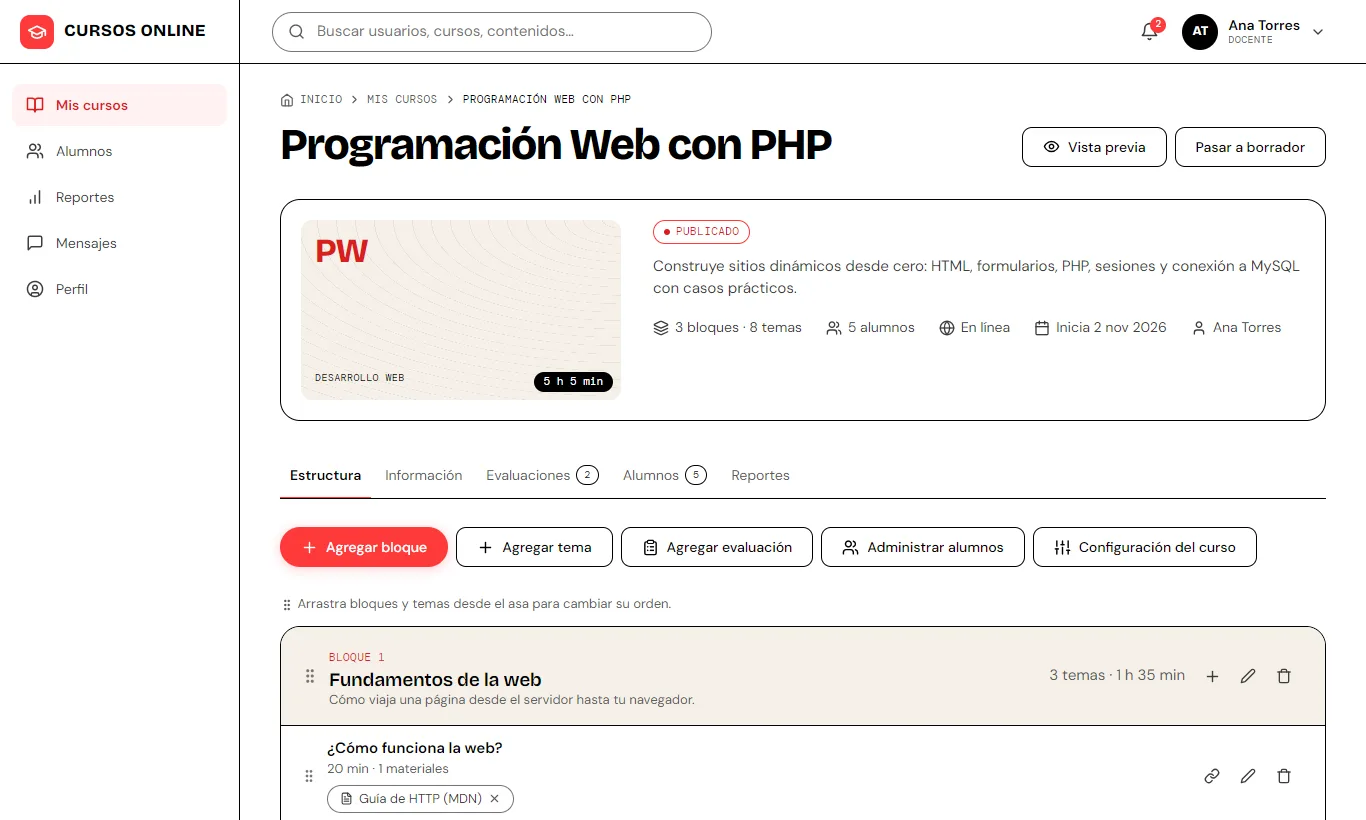 CURSOS ONLINE
Buscar usuarios, cursos, contenidos...
2
AT
Ana Torres
DOCENTE
Mis cursos
Alumnos
Reportes
Mensajes
Perfil
INICIO > MIS CURSOS > PROGRAMACIÓN WEB CON PHP
Programación Web con PHP
Vista previa
Pasar a borrador
PW
DESARROLLO WEB
5 h 5 min
PUBLICADO
Construye sitios dinámicos desde cero: HTML, formularios, PHP, sesiones y conexión a MySQL
con casos prácticos.
3 bloques · 8 temas
5 alumnos
En línea
Inicia 2 nov 2026
Ana Torres
Estructura
Información
Evaluaciones 2
Alumnos 5
Reportes
+ Agregar bloque
+ Agregar tema
Agregar evaluación
Administrar alumnos
Configuración del curso
Arrastra bloques y temas desde el asa para cambiar su orden.
BLOQUE 1
Fundamentos de la web
Cómo viaja una página desde el servidor hasta tu navegador.
3 temas · 1 h 35 min
¿Cómo funciona la web?
20 min · 1 materiales
Guía de HTTP (MDN) ×